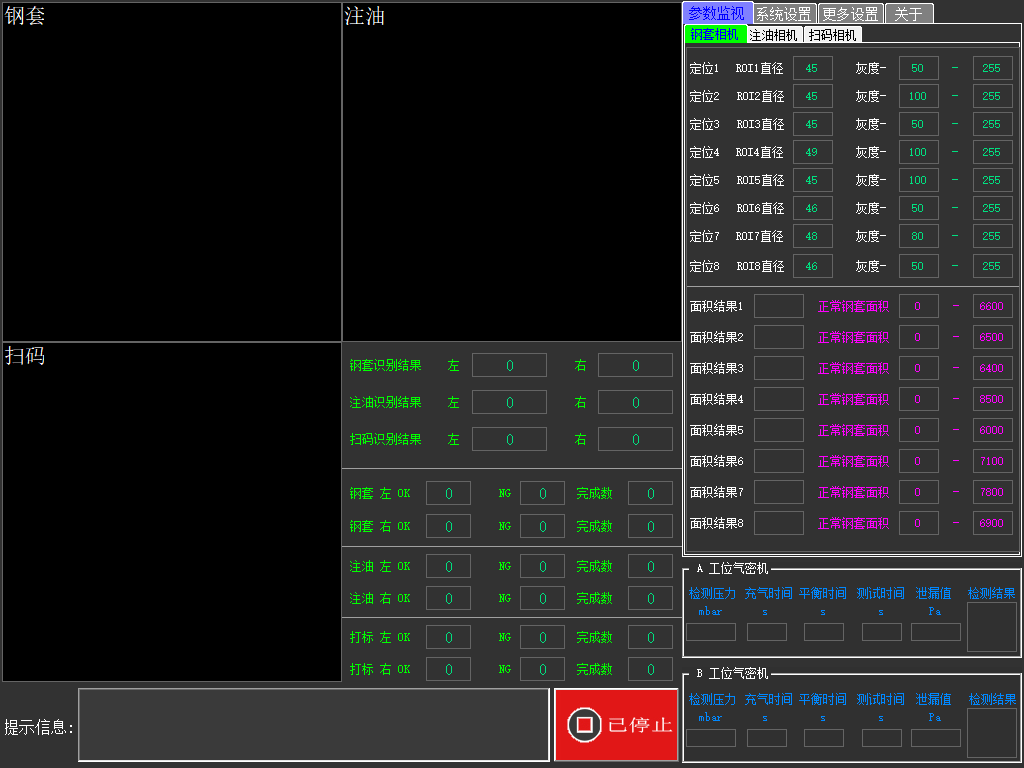 钢套
注油
扫码
钢套识别结果 左 0 右 0
注油识别结果 左 0 右 0
扫码识别结果 左 0 右 0
钢套 左 OK 0 NG 0 完成数 0
钢套 右 OK 0 NG 0 完成数 0
注油 左 OK 0 NG 0 完成数 0
注油 右 OK 0 NG 0 完成数 0
打标 左 OK 0 NG 0 完成数 0
打标 右 OK 0 NG 0 完成数 0
提示信息:
已停止
参数监视 系统设置 更多设置 关于
钢套相机 注油相机 扫码相机
定位1 ROI1直径 45 灰度- 50 - 255
定位2 ROI2直径 45 灰度- 100 - 255
定位3 ROI3直径 45 灰度- 50 - 255
定位4 ROI4直径 49 灰度- 100 - 255
定位5 ROI5直径 45 灰度- 100 - 255
定位6 ROI6直径 46 灰度- 50 - 255
定位7 ROI7直径 48 灰度- 80 - 255
定位8 ROI8直径 46 灰度- 50 - 255
面积结果1 正常钢套面积 0 - 6600
面积结果2 正常钢套面积 0 - 6500
面积结果3 正常钢套面积 0 - 6400
面积结果4 正常钢套面积 0 - 8500
面积结果5 正常钢套面积 0 - 6000
面积结果6 正常钢套面积 0 - 7100
面积结果7 正常钢套面积 0 - 7800
面积结果8 正常钢套面积 0 - 6900
A 工位气密机
检测压力 充气时间 平衡时间 测试时间 泄漏值 检测结果
mbar s s s Pa
B 工位气密机
检测压力 充气时间 平衡时间 测试时间 泄漏值 检测结果
mbar s s s Pa